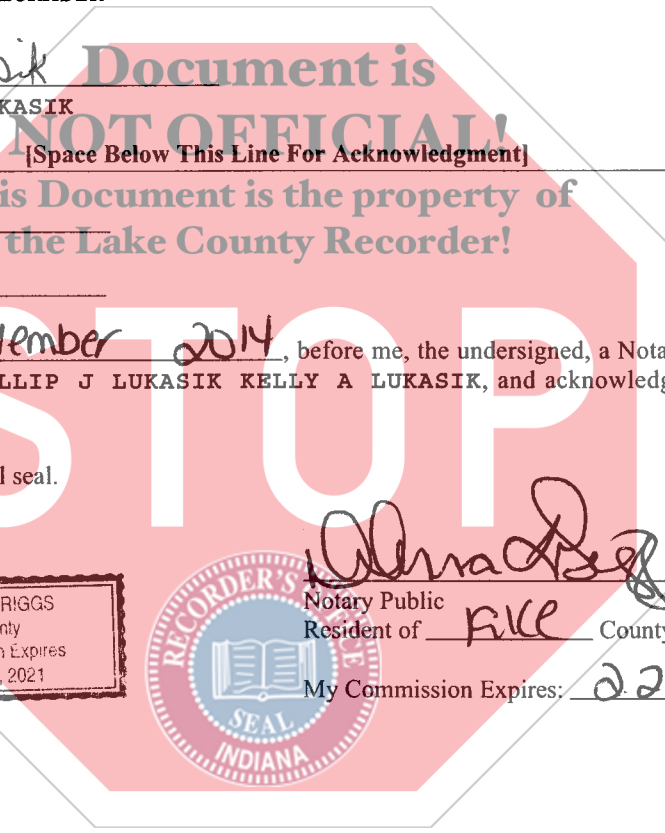 Document is
KASIK
NOT OFFICIAL!
[Space Below This Line For Acknowledgment]
is Document is the property of
the Lake County Recorder!
STOP
ember 2014, before me, the undersigned, a Nota
LLIP J LUKASIK KELLY A LUKASIK, and acknowledg
l seal.
RIGGS
nty
n Expires
, 2021
RECORDER'S OFFICE
SEAL
INDIANA
Notary Public
Resident of County
My Commission Expires: 22